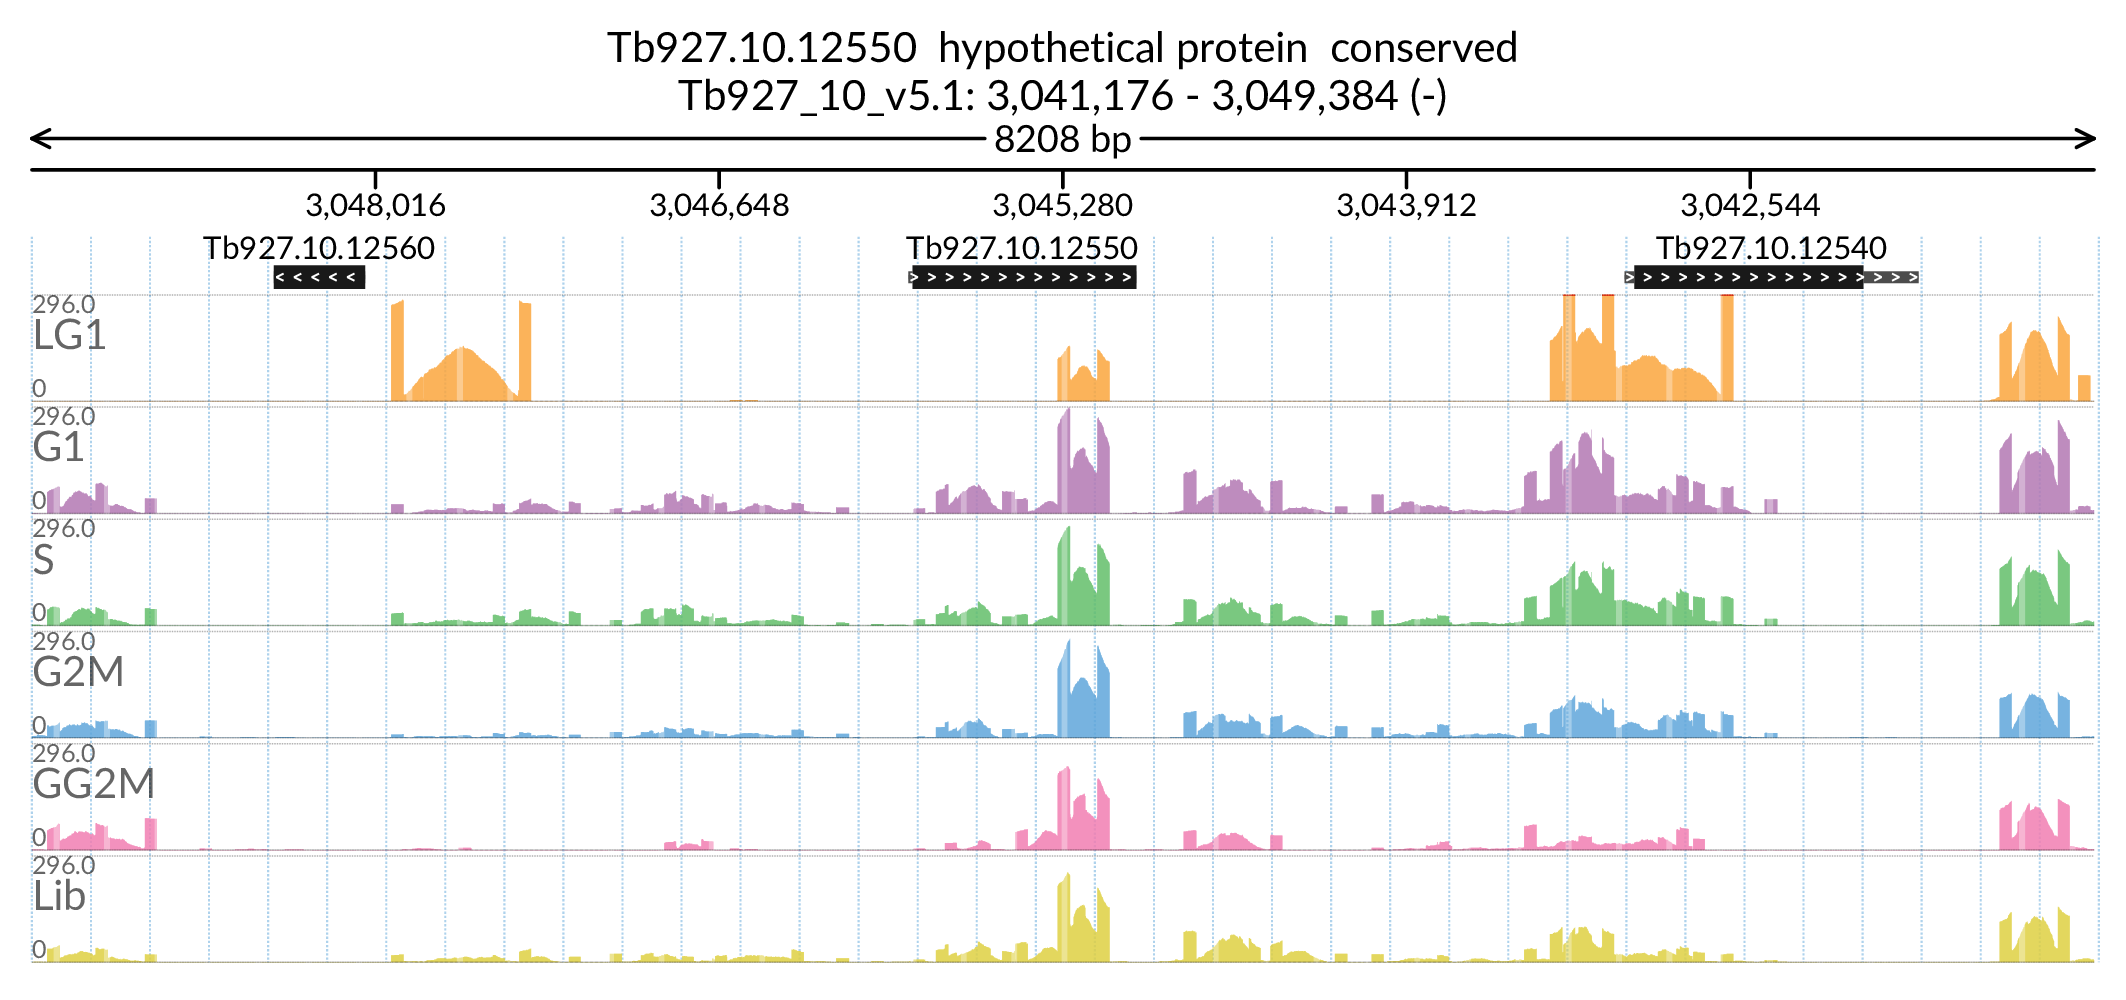 Tb927.10.12550  hypothetical protein  conserved
Tb927_10_v5.1: 3,041,176 - 3,049,384 (-)
8208 bp
3,048,016 3,046,648 3,045,280 3,043,912 3,042,544
Tb927.10.12560 Tb927.10.12550 Tb927.10.12540
296.0
LG1
0
296.0
G1
0
296.0
S
0
296.0
G2M
0
296.0
GG2M
0
296.0
Lib
0